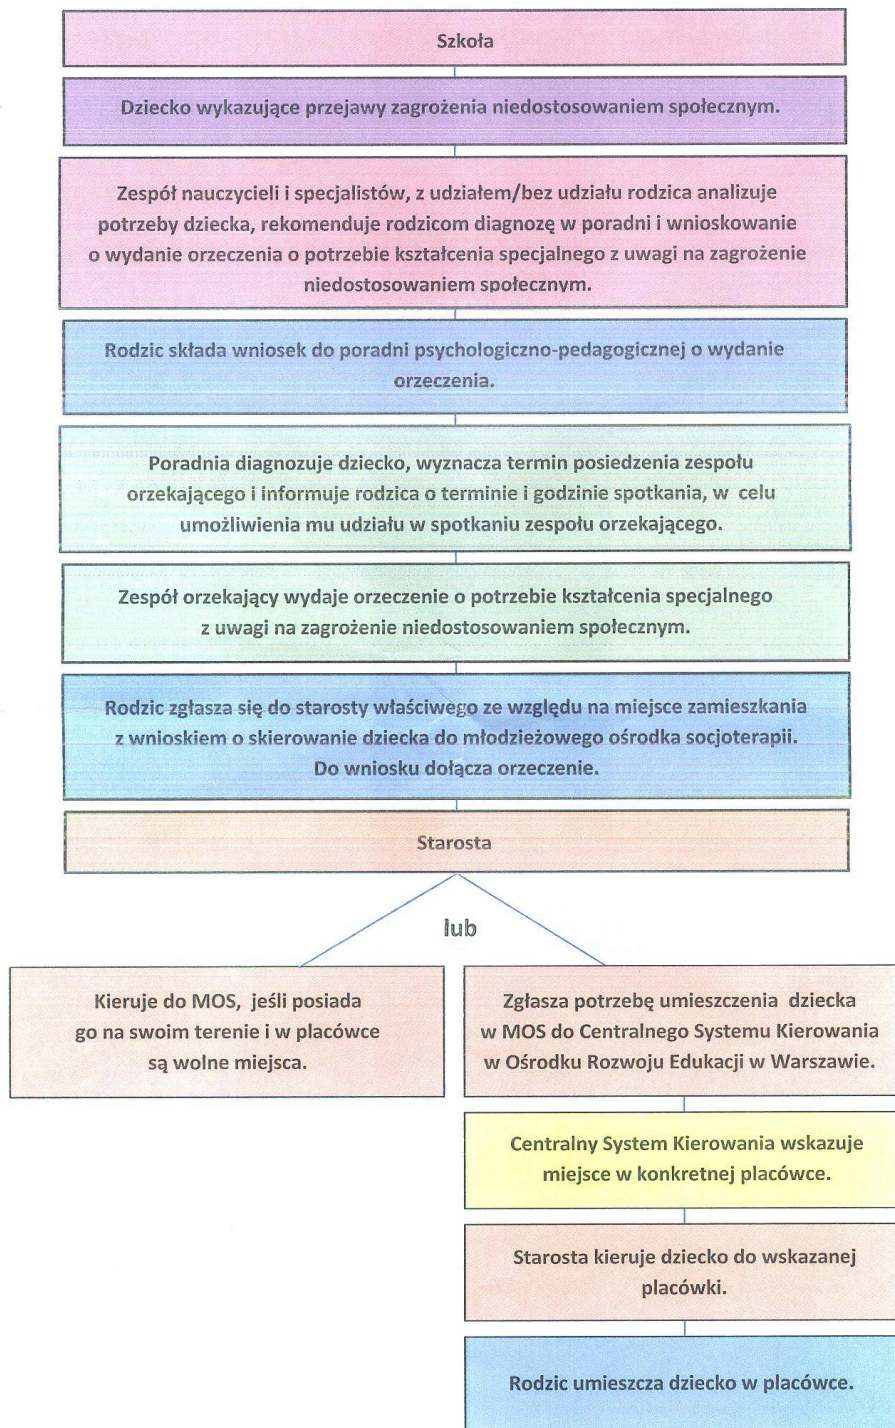 Szkoła
Dziecko wykazujące przejawy zagrożenia niedostosowaniem społecznym.
Zespół nauczycieli i specjalistów, z udziałem/bez udziału rodzica analizuje
potrzeby dziecka, rekomenduje rodzicom diagnozę w poradni i wnioskowanie
o wydanie orzeczenia o potrzebie kształcenia specjalnego z uwagi na zagrożenie
niedostosowaniem społecznym.
Rodzic składa wniosek do poradni psychologiczno-pedagogicznej o wydanie
orzeczenia.
Poradnia diagnozuje dziecko, wyznacza termin posiedzenia zespołu
orzekającego i informuje rodzica o terminie i godzinie spotkania, w celu
umożliwienia mu udziału w spotkaniu zespołu orzekającego.
Zespół orzekający wydaje orzeczenie o potrzebie kształcenia specjalnego
z uwagi na zagrożenie niedostosowaniem społecznym.
Rodzic zgłasza się do starosty właściwego ze względu na miejsce zamieszkania
z wnioskiem o skierowanie dziecka do młodzieżowego ośrodka socjoterapii.
Do wniosku dołącza orzeczenie.
Starosta
lub
Kieruje do MOS, jeśli posiada
go na swoim terenie i w placówce
są wolne miejsca.
Zgłasza potrzebę umieszczenia dziecka
w MOS do Centralnego Systemu Kierowania
w Ośrodku Rozwoju Edukacji w Warszawie.
Centralny System Kierowania wskazuje
miejsce w konkretnej placówce.
Starosta kieruje dziecko do wskazanej
placówki.
Rodzic umieszcza dziecko w placówce.